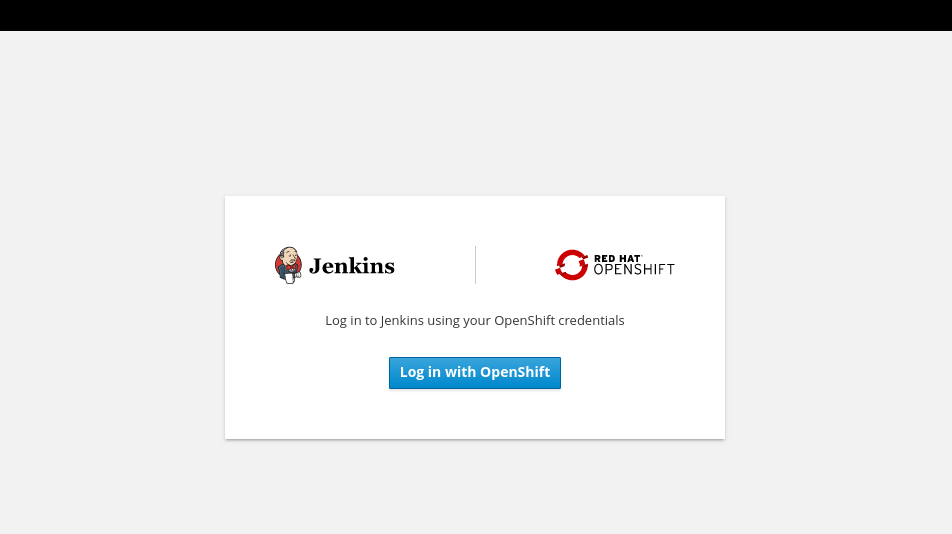 Jenkins
RED HAT
OPENSHIFT
Log in to Jenkins using your OpenShift credentials
Log in with OpenShift